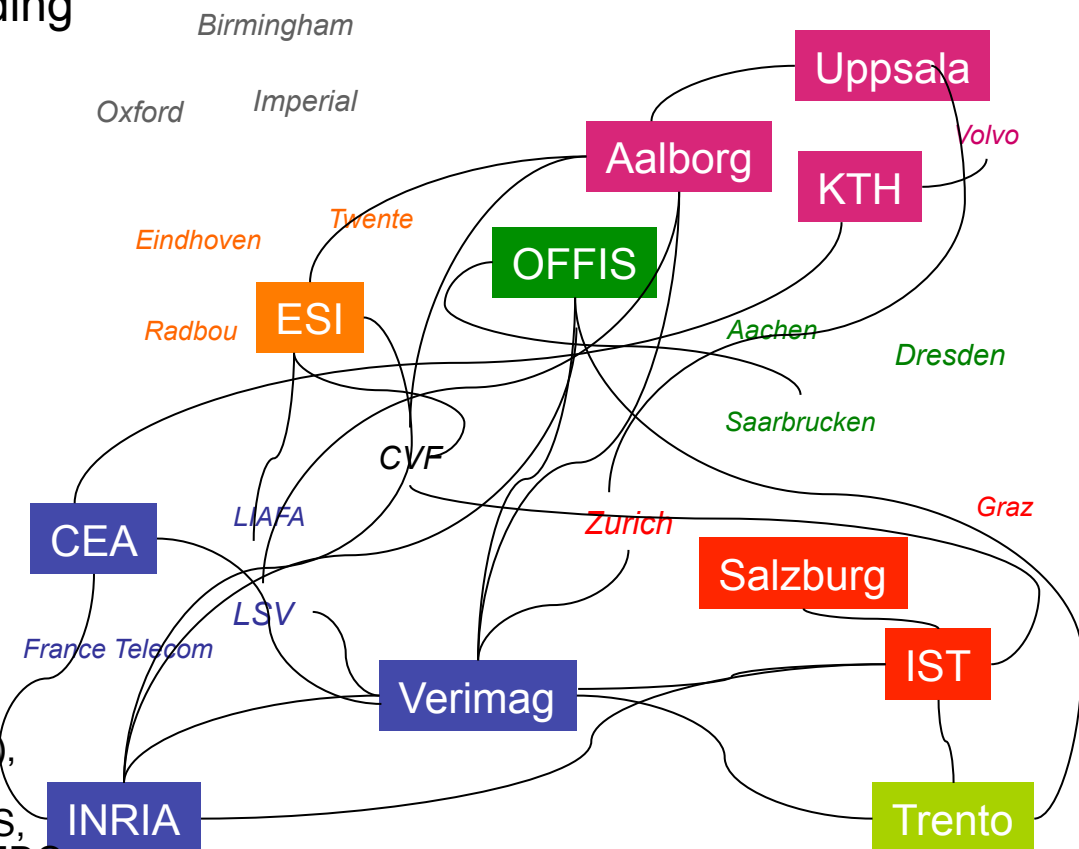 ding
Birmingham
Uppsala
Oxford
Imperial
Volvo
Aalborg
KTH
Twente
Eindhoven
OFFIS
ESI
Radbou
Aachen
Dresden
Saarbrucken
CVF
LIAFA
Zurich
Graz
CEA
Salzburg
LSV
France Telecom
IST
Verimag
),
INRIA
Trento
S,